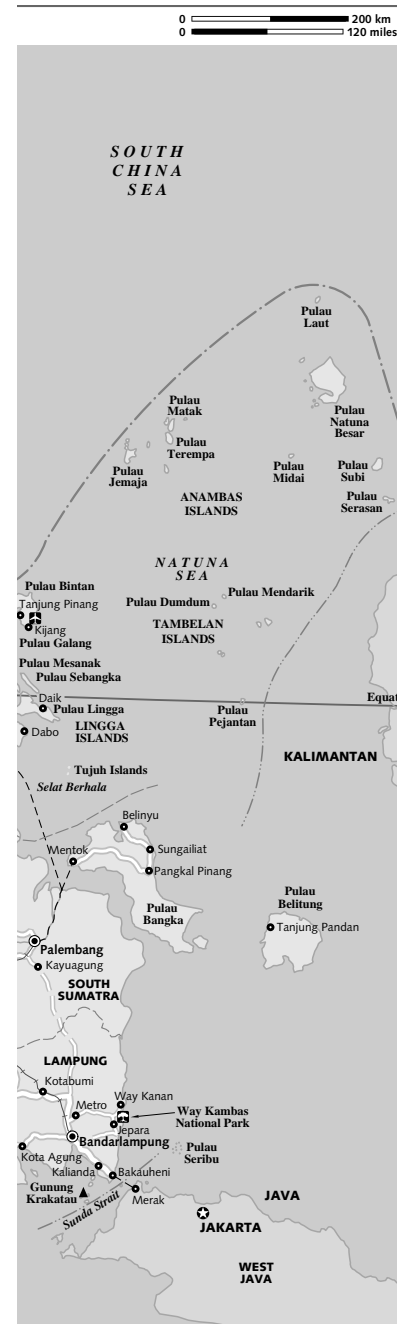 0 200 km
0 120 miles
SOUTH
CHINA
SEA
Pulau
Laut
Pulau
Matak
Pulau
Natuna
Besar
Pulau
Terempa
Pulau
Jemaja
Pulau
Midai
Pulau
Subi
ANAMBAS
ISLANDS
Pulau
Serasan
NATUNA
SEA
Pulau Bintan
Pulau Mendarik
Tanjung Pinang
Pulau Dumdum
Kijang
TAMBELAN
ISLANDS
Pulau Galang
Pulau Mesanak
Pulau Sebangka
Daik
Equat
Pulau Lingga
Pulau
Pejantan
LINGGA
ISLANDS
Dabo
KALIMANTAN
Tujuh Islands
Selat Berhala
Belinyu
Mentok
Sungailiat
Pangkal Pinang
Pulau
Bangka
Pulau
Belitung
Tanjung Pandan
Palembang
Kayuagung
SOUTH
SUMATRA
LAMPUNG
Kotabumi
Way Kanan
Metro
Way Kambas
National Park
Jepara
Bandarlampung
Pulau
Seribu
Kota Agung
Kalianda
Bakauheni
Gunung
Krakatau
Merak
Sunda Strait
JAVA
JAKARTA
WEST
JAVA